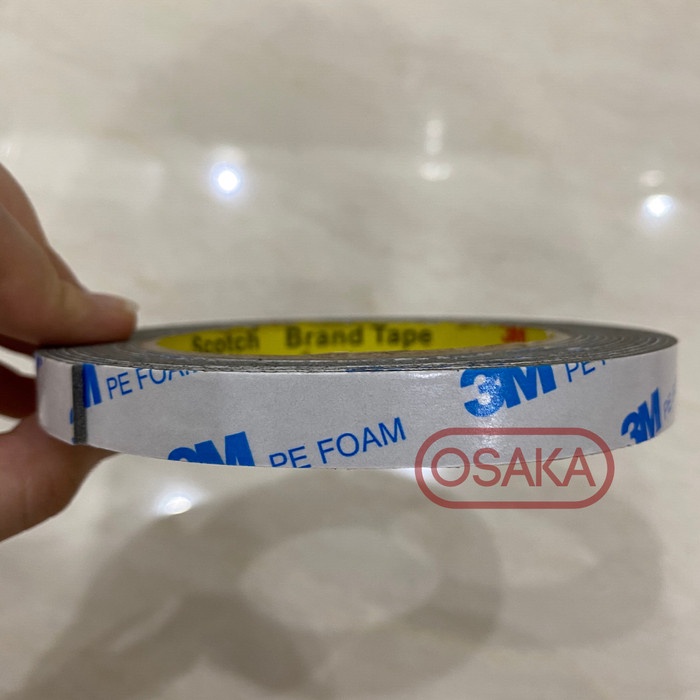 Scotch Brand Tape 3M
3M PE FOAM
3M PE
3M PE FOAM
3M
OSAKA